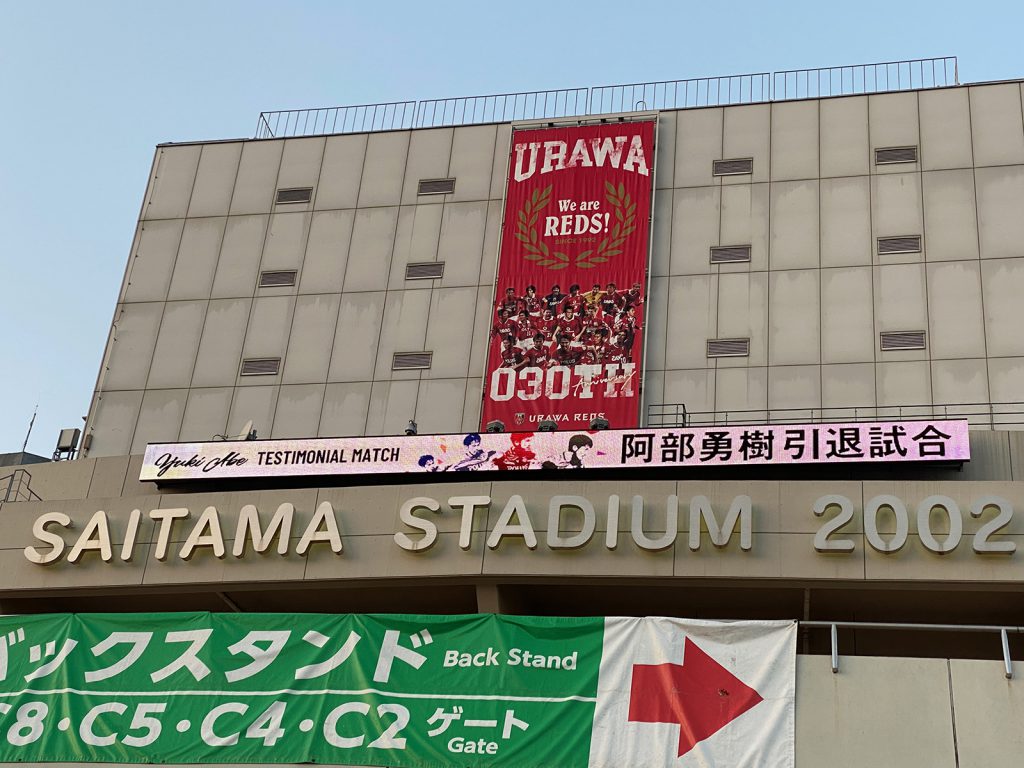 URAWA
We are
REDS!
SINCE 1992
030TH
Anniversary
URAWA REDS
Yuki Abe TESTIMONIAL MATCH 阿部勇樹引退試合
SAITAMA STADIUM 2002
バックスタンド Back Stand
C8・C5・C4・C2 ゲート
Gate